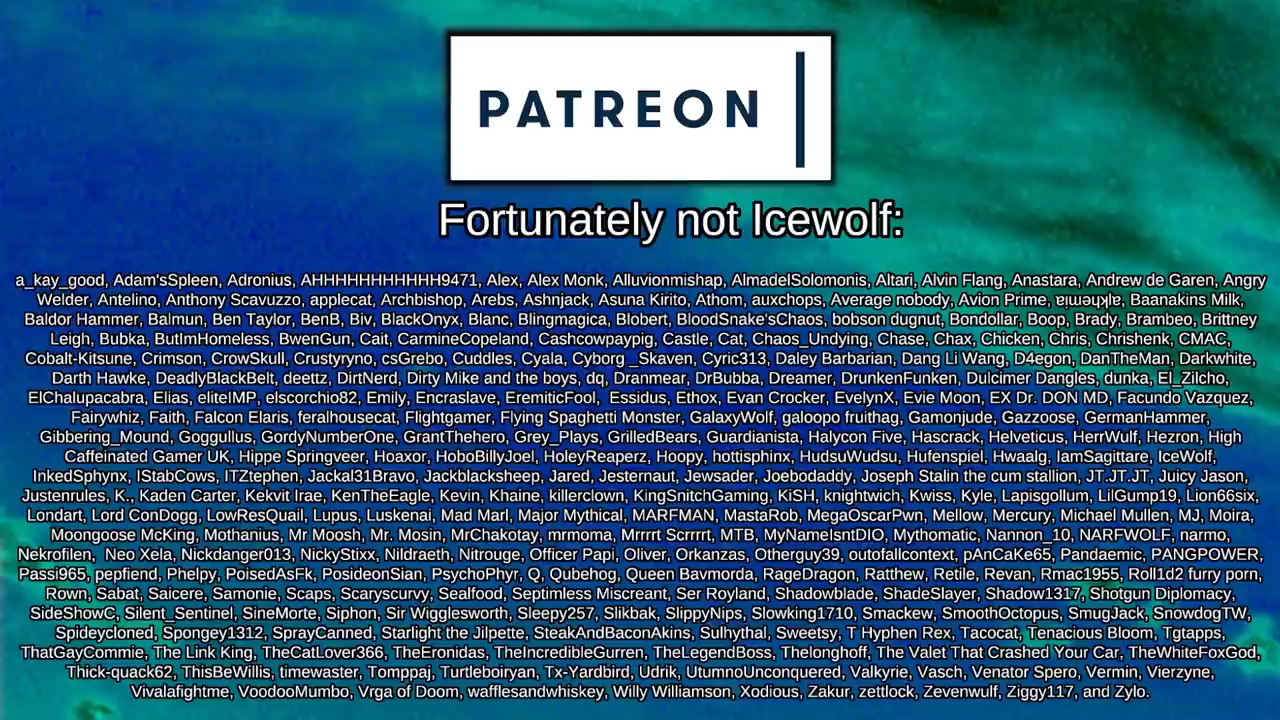 PATREON
Fortunately not Icewolf:
a_kay_good, Adam'sSpleen, Adronius, AHHHHHHHHHHH9471, Alex, Alex Monk, Alluvionmishap, AlmadelSolomonis, Altari, Alvin Flang, Anastara, Andrew de Garen, Angry
Welder, Antelino, Anthony Scavuzzo, applecat, Archbishop, Arebs, Ashnjack, Asuna Kirito, Athom, auxchops, Average nobody, Avion Prime, ɐʞʇǝɯıɐ, Baanakins Milk,
Baldor Hammer, Balmun, Ben Taylor, BenB, Biv, BlackOnyx, Blanc, Blingmagica, Blobert, BloodSnake'sChaos, bobson dugnut, Bondollar, Boop, Brady, Brambeo, Brittney
Leigh, Bubka, ButImHomeless, BwenGun, Cait, CarmineCopeland, Cashcowpaypig, Castle, Cat, Chaos_Undying, Chase, Chax, Chicken, Chris, Chrishenk, CMAC,
Cobalt-Kitsune, Crimson, CrowSkull, Crustyryno, csGrebo, Cuddles, Cyala, Cyborg _Skaven, Cyric313, Daley Barbarian, Dang Li Wang, D4egon, DanTheMan, Darkwhite,
Darth Hawke, DeadlyBlackBelt, deettz, DirtNerd, Dirty Mike and the boys, dq, Dranmear, DrBubba, Dreamer, DrunkenFunken, Dulcimer Dangles, dunka, El_Zilcho,
ElChalupacabra, Elias, eliteIMP, elscorchio82, Emily, Encraslave, EremiticFool, Essidus, Ethox, Evan Crocker, EvelynX, Evie Moon, EX Dr. DON MD, Facundo Vazquez,
Fairywhiz, Faith, Falcon Elaris, feralhousecat, Flightgamer, Flying Spaghetti Monster, GalaxyWolf, galoopo fruithag, Gamonjude, Gazzoose, GermanHammer,
Gibbering_Mound, Goggullus, GordyNumberOne, GrantThehero, Grey_Plays, GrilledBears, Guardianista, Halycon Five, Hascrack, Helveticus, HerrWulf, Hezron, High
Caffeinated Gamer UK, Hippe Springveer, Hoaxor, HoboBillyJoel, HoleyReaperz, Hoopy, hottisphinx, HudsuWudsu, Hufenspiel, Hwaalg, IamSagittare, IceWolf,
InkedSphynx, IStabCows, ITZtephen, Jackal31Bravo, Jackblacksheep, Jared, Jesternaut, Jewsader, Joebodaddy, Joseph Stalin the cum stallion, JT.JT.JT, Juicy Jason,
Justenrules, K., Kaden Carter, Kekvit Irae, KenTheEagle, Kevin, Khaine, killerclown, KingSnitchGaming, KiSH, knightwich, Kwiss, Kyle, Lapisgollum, LilGump19, Lion66six,
Londart, Lord ConDogg, LowResQuail, Lupus, Luskenai, Mad Marl, Major Mythical, MARFMAN, MastaRob, MegaOscarPwn, Mellow, Mercury, Michael Mullen, MJ, Moira,
Moongoose McKing, Mothanius, Mr Moosh, Mr. Mosin, MrChakotay, mrmoma, Mrrrrt Scrrrrt, MTB, MyNameIsntDIO, Mythomatic, Nannon_10, NARFWOLF, narmo,
Nekrofilen, Neo Xela, Nickdanger013, NickyStixx, Nildraeth, Nitrouge, Officer Papi, Oliver, Orkanzas, Otherguy39, outofallcontext, pAnCaKe65, Pandaemic, PANGPOWER,
Passi965, pepfiend, Phelpy, PoisedAsFk, PosideonSian, PsychoPhyr, Q, Qubehog, Queen Bavmorda, RageDragon, Ratthew, Retile, Revan, Rmac1955, Roll1d2 furry porn,
Rown, Sabat, Saicere, Samonie, Scaps, Scaryscurvy, Sealfood, Septimless Miscreant, Ser Royland, Shadowblade, ShadeSlayer, Shadow1317, Shotgun Diplomacy,
SideShowC, Silent_Sentinel, SineMorte, Siphon, Sir Wigglesworth, Sleepy257, Slikbak, SlippyNips, Slowking1710, Smackew, SmoothOctopus, SmugJack, SnowdogTW,
Spideycloned, Spongey1312, SprayCanned, Starlight the Jilpette, SteakAndBaconAkins, Sulhythal, Sweetsy, T Hyphen Rex, Tacocat, Tenacious Bloom, Tgtapps,
ThatGayCommie, The Link King, TheCatLover366, TheEronidas, TheIncredibleGurren, TheLegendBoss, Thelonghoff, The Valet That Crashed Your Car, TheWhiteFoxGod,
Thick-quack62, ThisBeWillis, timewaster, Tomppaj, Turtleboiryan, Tx-Yardbird, Udrik, UtumnoUnconquered, Valkyrie, Vasch, Venator Spero, Vermin, Vierzyne,
Vivalafightme, VoodooMumbo, Vrga of Doom, wafflesandwhiskey, Willy Williamson, Xodious, Zakur, zettlock, Zevenwulf, Ziggy117, and Zylo.